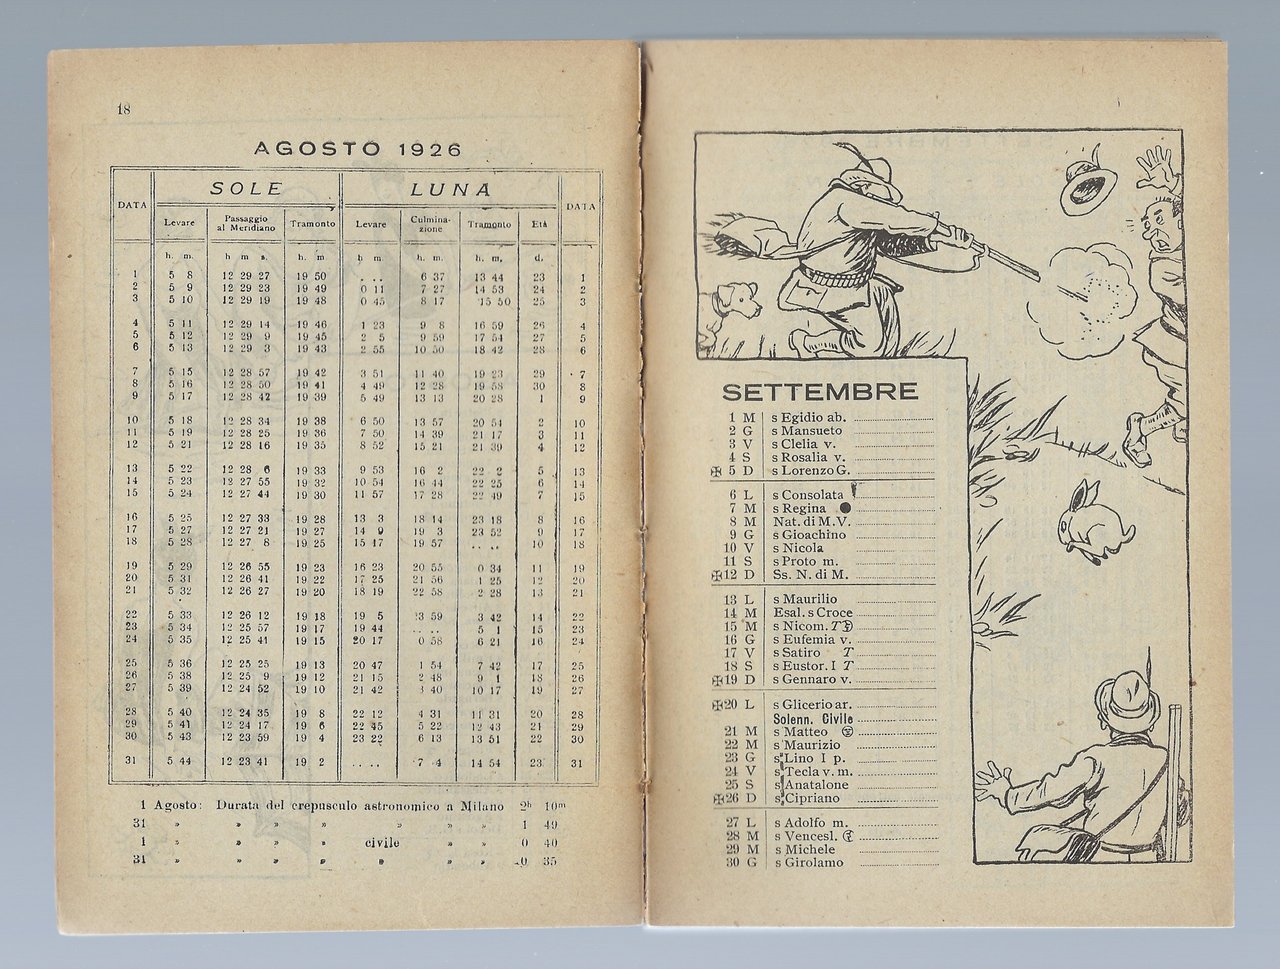 18
AGOSTO 1926
DATA SOLE LUNA DATA
Levare Passaggio al Meridiano Tramonto Levare Culminazione Tramonto Età
h. m. h m s. h. m h m h. m. h. m, d.
1 5 8 12 29 27 19 50 . . . 6 37 13 44 23 1
2 5 9 12 29 23 19 49 0 11 7 27 14 53 24 2
3 5 10 12 29 19 19 48 0 45 8 17 15 50 25 3
4 5 11 12 29 14 19 46 1 23 9 8 16 59 26 4
5 5 12 12 29 9 19 45 2 5 9 59 17 54 27 5
6 5 13 12 29 3 19 43 2 55 10 50 18 42 28 6
7 5 15 12 28 57 19 42 3 51 11 40 19 23 29 7
8 5 16 12 28 50 19 41 4 49 12 28 19 58 30 8
9 5 17 12 28 42 19 39 5 49 13 13 20 28 1 9
10 5 18 12 28 34 19 38 6 50 13 57 20 54 2 10
11 5 19 12 28 25 19 36 7 50 14 39 21 17 3 11
12 5 21 12 28 16 19 35 8 52 15 21 21 39 4 12
13 5 22 12 28 6 19 33 9 53 16 2 22 2 5 13
14 5 23 12 27 55 19 32 10 54 16 44 22 25 6 14
15 5 24 12 27 44 19 30 11 57 17 28 22 49 7 15
16 5 25 12 27 33 19 28 13 3 18 14 23 18 8 16
17 5 27 12 27 21 19 27 14 9 19 3 23 52 9 17
18 5 28 12 27 8 19 25 15 17 19 57 .. .. 10 18
19 5 29 12 26 55 19 23 16 23 20 55 0 34 11 19
20 5 31 12 26 41 19 22 17 25 21 56 1 25 12 20
21 5 32 12 26 27 19 20 18 19 22 58 2 28 13 21
22 5 33 12 26 12 19 18 19 5 23 59 3 42 14 22
23 5 34 12 25 57 19 17 19 44 .. .. 5 1 15 23
24 5 35 12 25 41 19 15 20 17 0 58 6 21 16 24
25 5 36 12 25 25 19 13 20 47 1 54 7 42 17 25
26 5 38 12 25 9 19 12 21 15 2 48 9 1 18 26
27 5 39 12 24 52 19 10 21 42 3 40 10 17 19 27
28 5 40 12 24 35 19 8 22 12 4 31 11 31 20 28
29 5 41 12 24 17 19 6 22 45 5 22 12 43 21 29
30 5 43 12 23 59 19 4 23 22 6 13 13 51 22 30
31 5 44 12 23 41 19 2 .. .. 7 4 14 54 23 31
1 Agosto: Durata del crepusculo astronomico a Milano 2h 10m
31 » » » » » » » 1 49
1 » » » » civile » » 0 40
31 » » » » » » » 0 35
SETTEMBRE
1 M s Egidio ab.
2 G s Mansueto
3 V s Clelia v.
4 S s Rosalia v.
✠ 5 D s Lorenzo G.
6 L s Consolata
7 M s Regina ●
8 M Nat. di M. V.
9 G s Gioachino
10 V s Nicola
11 S s Proto m.
✠12 D Ss. N. di M.
13 L s Maurilio
14 M Esal. s Croce
15 M s Nicom. T
16 G s Eufemia v.
17 V s Satiro T
18 S s Eustor. I T
✠19 D s Gennaro v.
✠20 L s Glicerio ar.
Solenn. Civile
21 M s Matteo
22 M s Maurizio
23 G s Lino I p.
24 V s Tecla v. m.
25 S s Anatalone
✠26 D s Cipriano
27 L s Adolfo m.
28 M s Vencesl.
29 M s Michele
30 G s Girolamo